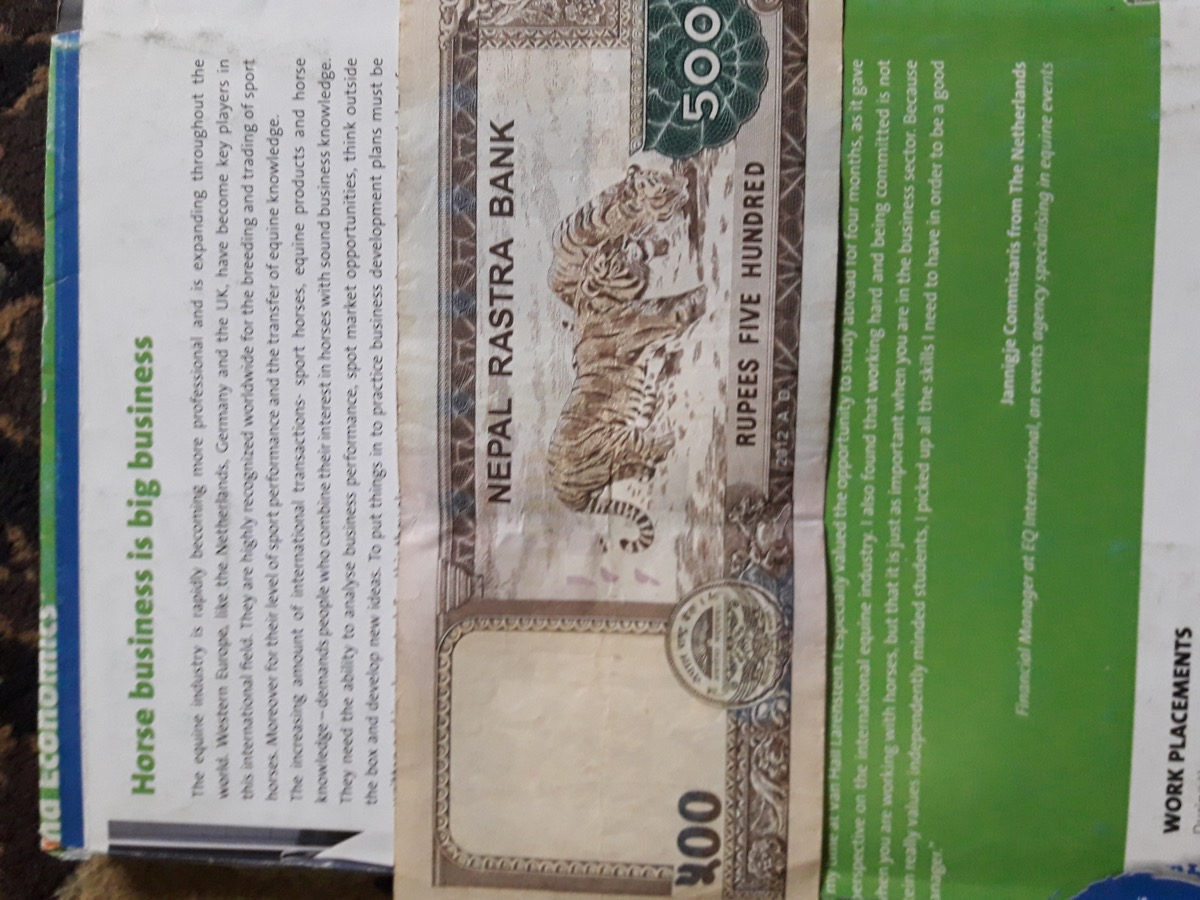 nd Economics
Horse business is big business
The equine industry is rapidly becoming more professional and is expanding throughout the
world. Western Europe, like the Netherlands, Germany and the UK, have become key players in
this international field. They are highly recognized worldwide for the breeding and trading of sport
horses. Moreover for their level of sport performance and the transfer of equine knowledge.
The increasing amount of international transactions- sport horses, equine products and horse
knowledge – demands people who combine their interest in horses with sound business knowledge.
They need the ability to analyse business performance, spot market opportunities, think outside
the box and develop new ideas. To put things in to practice business development plans must be
NEPAL RASTRA BANK
५००
500
नेपाल राष्ट्र बैंक
RUPEES FIVE HUNDRED
2012 A. D.
my time at Van Hall Larenstein. I especially valued the opportunity to study abroad for four months, as it gave
perspective on the international equine industry. I also found that working hard and being committed is not
when you are working with horses, but that it is just as important when you are in the business sector. Because
tein really values independently minded students, I picked up all the skills I need to have in order to be a good
anager."
Jannigje Commisaris from The Netherlands
Financial Manager at EQ International, an events agency specialising in equine events
WORK PLACEMENTS